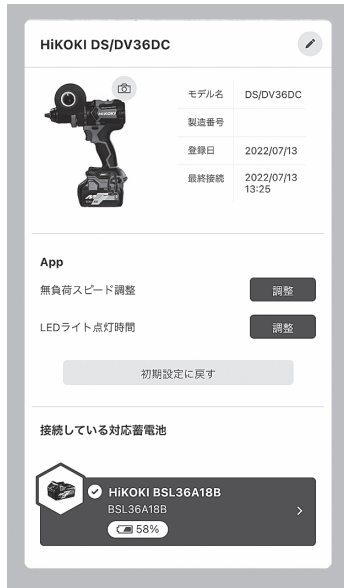 HiKOKI DS/DV36DC
モデル名 DS/DV36DC
製造番号
登録日 2022/07/13
最終接続 2022/07/13
13:25
HiKOKI
App
無負荷スピード調整 調整
LEDライト点灯時間 調整
初期設定に戻す
接続している対応蓄電池
HiKOKI BSL36A18B
BSL36A18B
58%